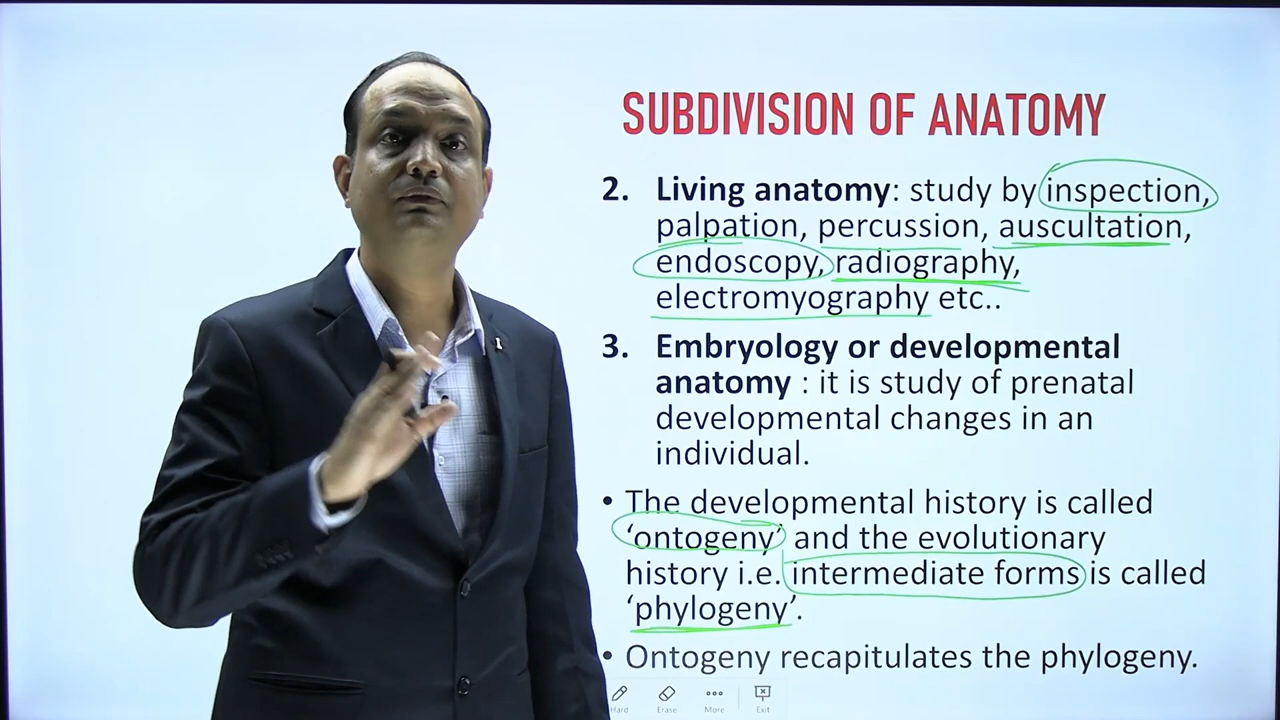 SUBDIVISION OF ANATOMY
2. Living anatomy: study by inspection,
palpation, percussion, auscultation,
endoscopy, radiography,
electromyography etc..
3. Embryology or developmental
anatomy : it is study of prenatal
developmental changes in an
individual.
• The developmental history is called
‘ontogeny’ and the evolutionary
history i.e. intermediate forms is called
‘phylogeny’.
• Ontogeny recapitulates the phylogeny.
Hard Erase More Exit